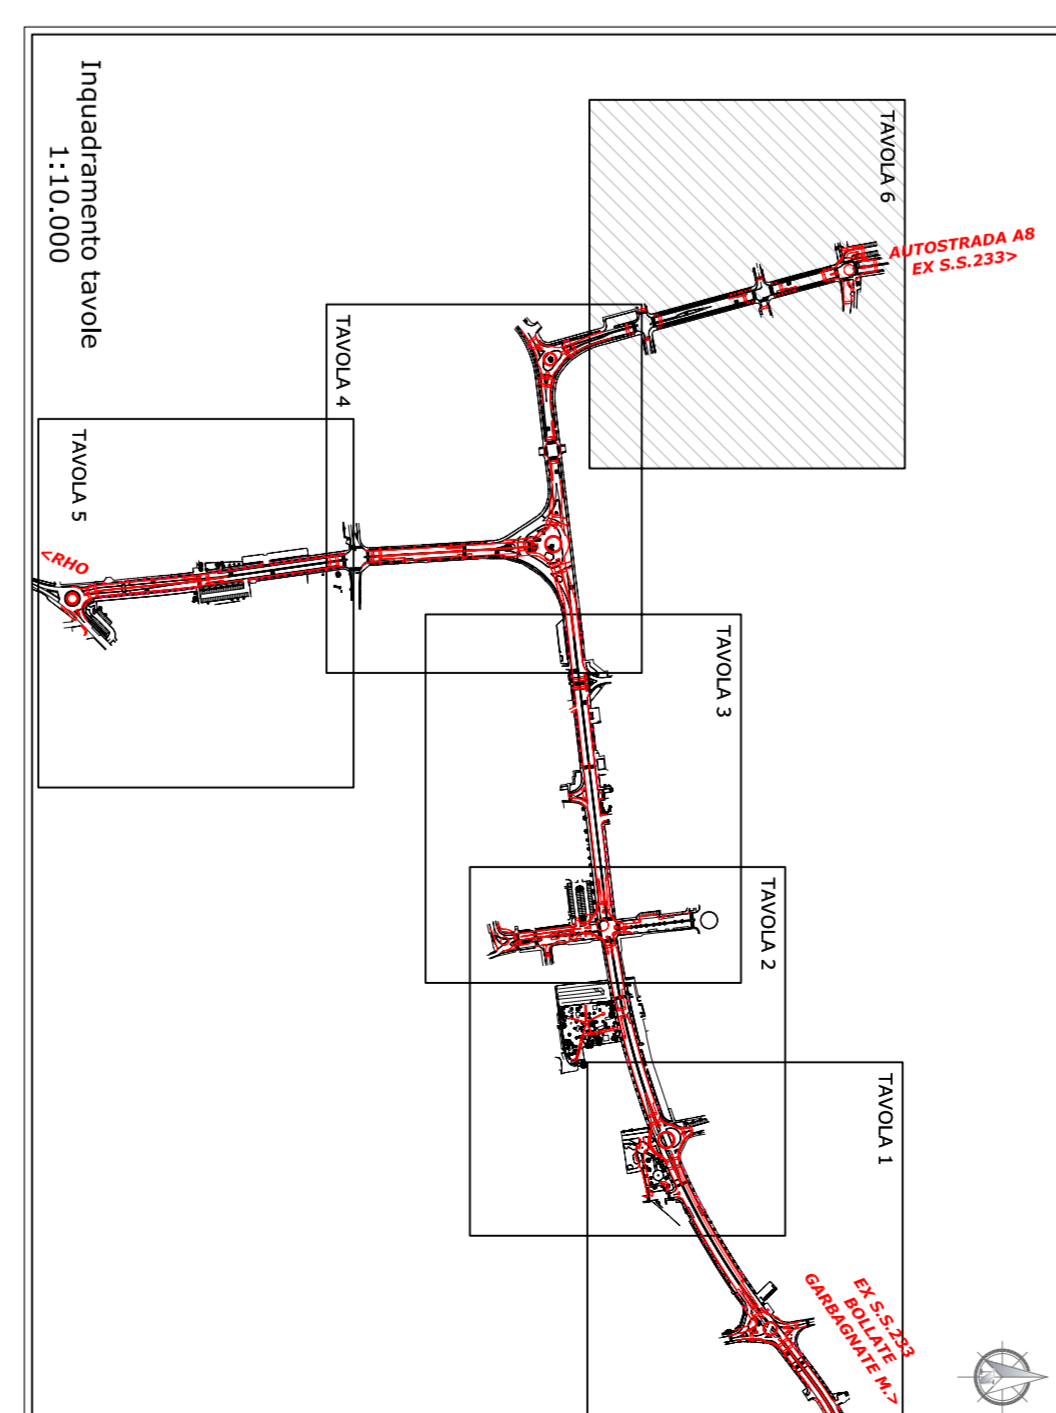 Inquadramento tavole
1:10.000
TAVOLA 6
AUTOSTRADA A8
EX S.S.233>
TAVOLA 4
TAVOLA 5
<RHO
TAVOLA 3
TAVOLA 2
TAVOLA 1
EX S.S.233
BOLLATE
GARBAGNATE M.>